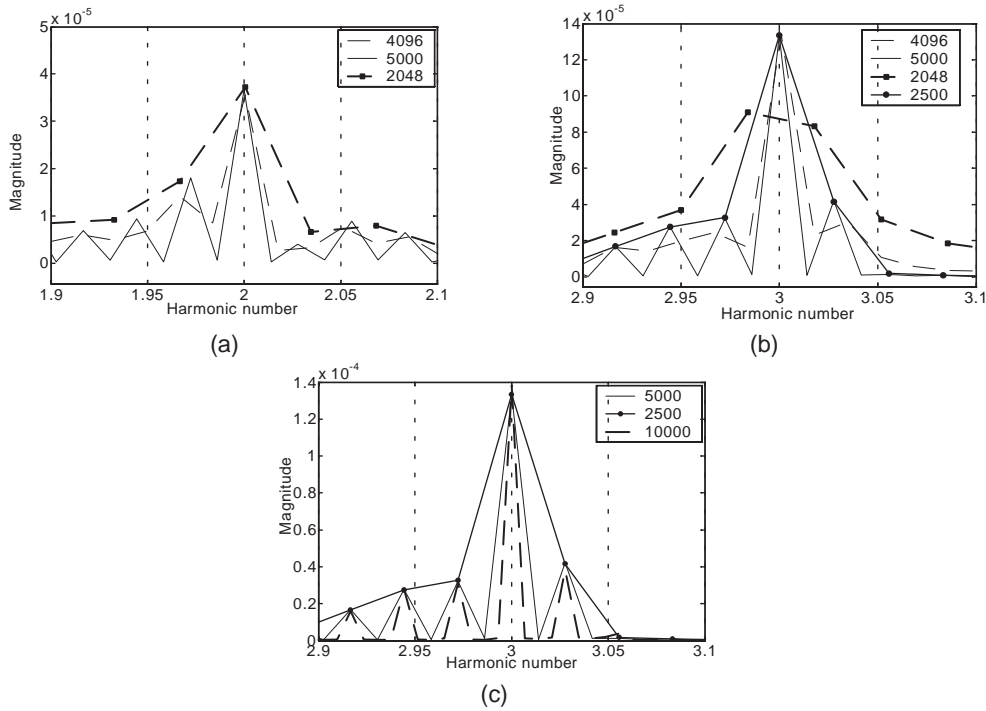 5 x 10⁻⁵
4
3
2
1
0
Magnitude
4096
5000
2048
1.9 1.95 2 2.05 2.1
Harmonic number
(a)
14 x 10⁻⁵
12
10
8
6
4
2
0
Magnitude
4096
5000
2048
2500
2.9 2.95 3 3.05 3.1
Harmonic number
(b)
1.4 x 10⁻⁴
1.2
1
0.8
0.6
0.4
0.2
0
Magnitude
5000
2500
10000
2.9 2.95 3 3.05 3.1
Harmonic number
(c)